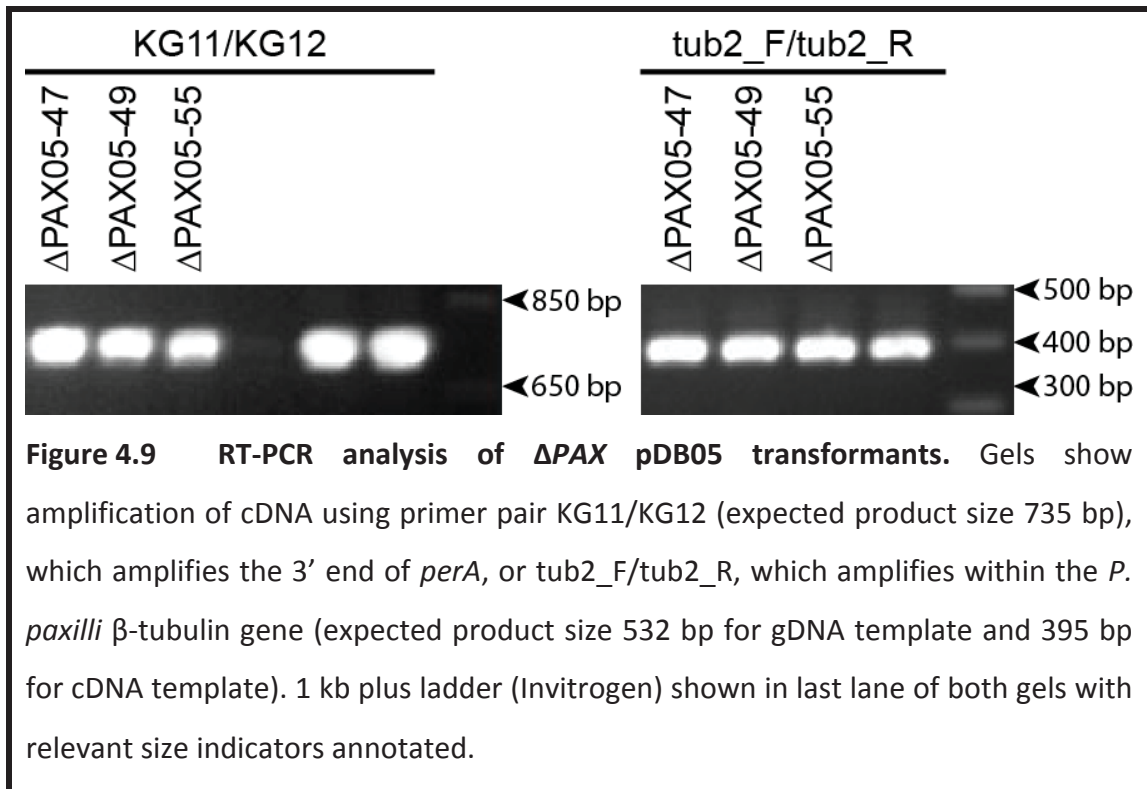 KG11/KG12
tub2_F/tub2_R
ΔPAX05-47
ΔPAX05-49
ΔPAX05-55
ΔPAX05-47
ΔPAX05-49
ΔPAX05-55
850 bp
650 bp
500 bp
400 bp
300 bp
Figure 4.9 RT-PCR analysis of ΔPAX pDB05 transformants. Gels show
amplification of cDNA using primer pair KG11/KG12 (expected product size 735 bp),
which amplifies the 3’ end of perA, or tub2_F/tub2_R, which amplifies within the P.
paxilli β-tubulin gene (expected product size 532 bp for gDNA template and 395 bp
for cDNA template). 1 kb plus ladder (Invitrogen) shown in last lane of both gels with
relevant size indicators annotated.